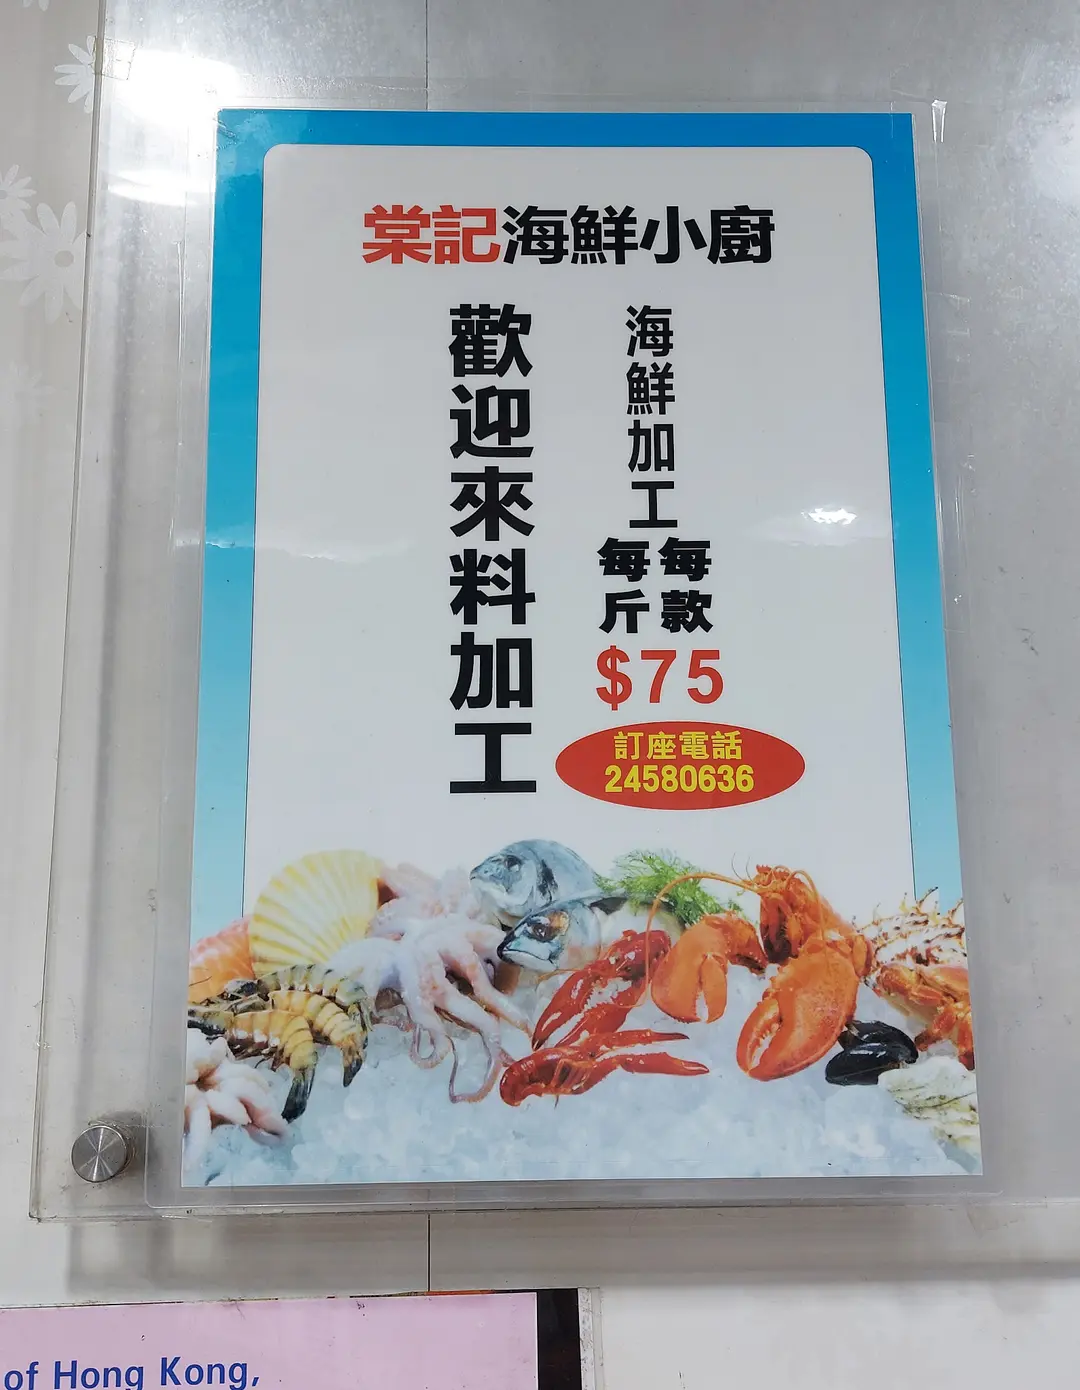 棠記海鮮小廚
海鮮加工
每款
每斤
$75
歡迎來料加工
訂座電話
24580636
of Hong Kong,